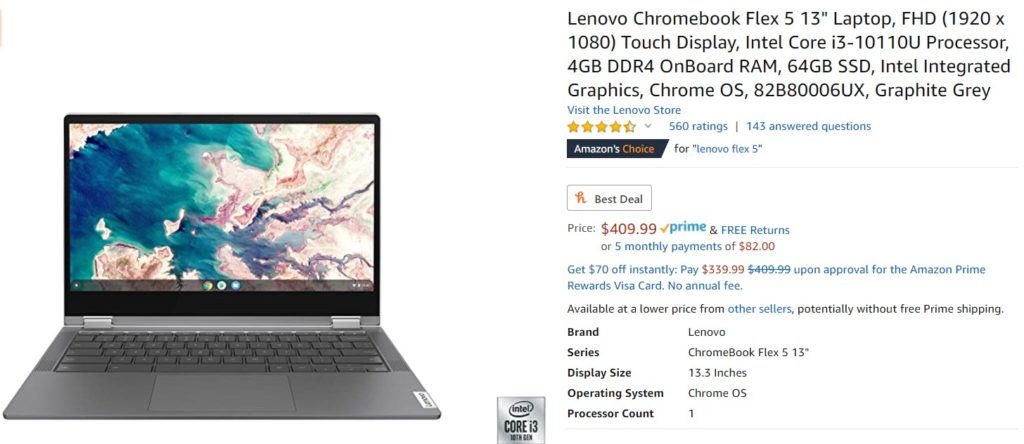 Lenovo Chromebook Flex 5 13" Laptop, FHD (1920 x
1080) Touch Display, Intel Core i3-10110U Processor,
4GB DDR4 OnBoard RAM, 64GB SSD, Intel Integrated
Graphics, Chrome OS, 82B80006UX, Graphite Grey
Visit the Lenovo Store
560 ratings | 143 answered questions
Amazon's Choice for "lenovo flex 5"
Best Deal
Price: $409.99 prime & FREE Returns
or 5 monthly payments of $82.00
Get $70 off instantly: Pay $339.99 $409.99 upon approval for the Amazon Prime
Rewards Visa Card. No annual fee.
Available at a lower price from other sellers, potentially without free Prime shipping.
Brand Lenovo
Series ChromeBook Flex 5 13"
Display Size 13.3 Inches
Operating System Chrome OS
Processor Count 1
Lenovo
intel
CORE i3
10TH GEN